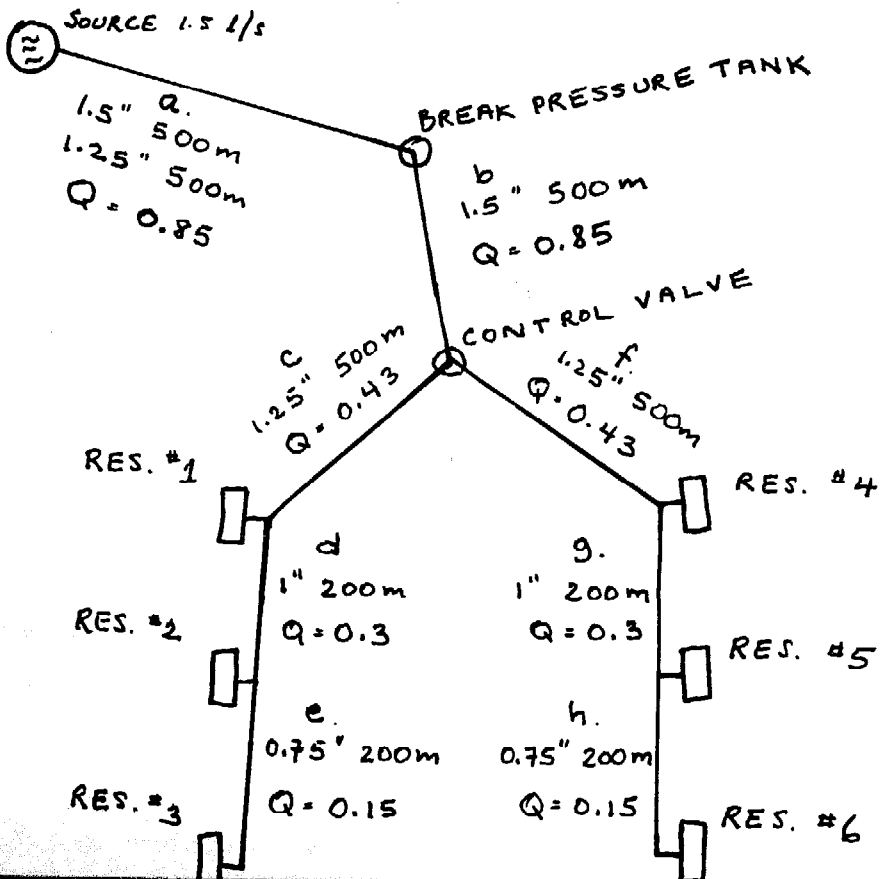 SOURCE 1.5 l/s
a.
1.5" 500m
1.25" 500m
Q = 0.85
BREAK PRESSURE TANK
b
1.5" 500m
Q = 0.85
CONTROL VALVE
c
1.25" 500m
Q = 0.43
f.
1.25" 500m
Q = 0.43
RES. #1
RES. #4
d
1" 200m
Q = 0.3
g.
1" 200m
Q = 0.3
RES. #2
RES. #5
e.
0.75" 200m
Q = 0.15
h.
0.75" 200m
Q = 0.15
RES. #3
RES. #6